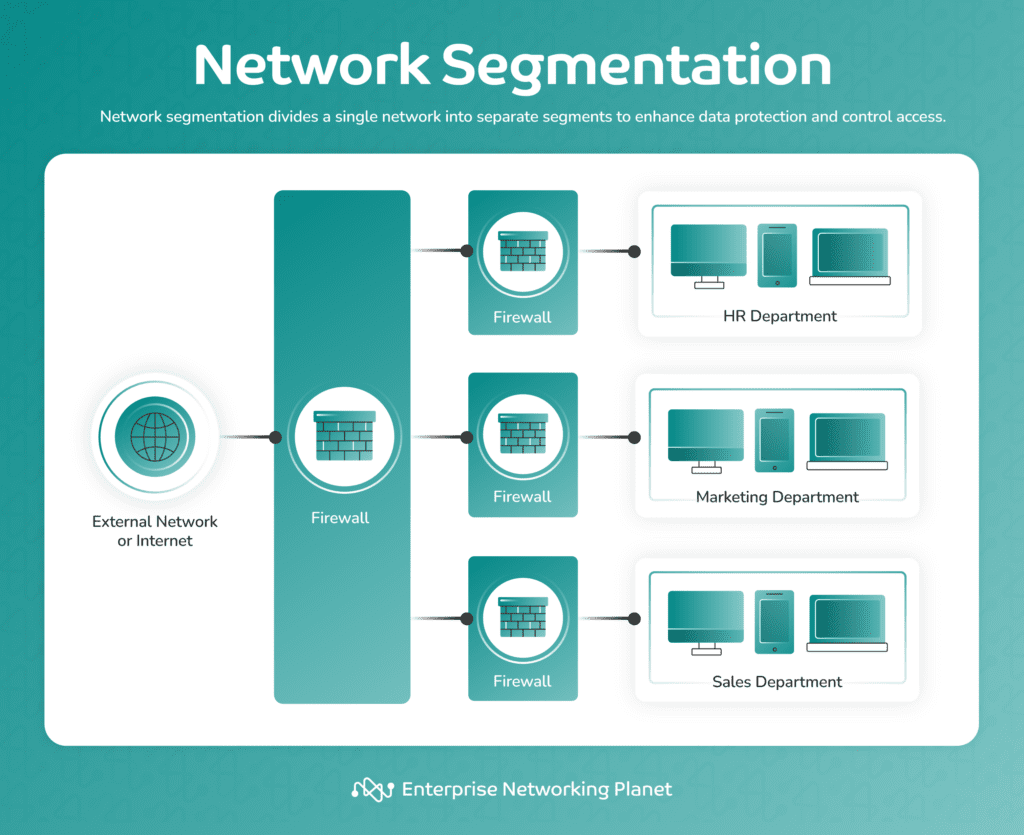 Network Segmentation
Network segmentation divides a single network into separate segments to enhance data protection and control access.
External Network
or Internet
Firewall
Firewall
HR Department
Firewall
Marketing Department
Firewall
Sales Department
Enterprise Networking Planet